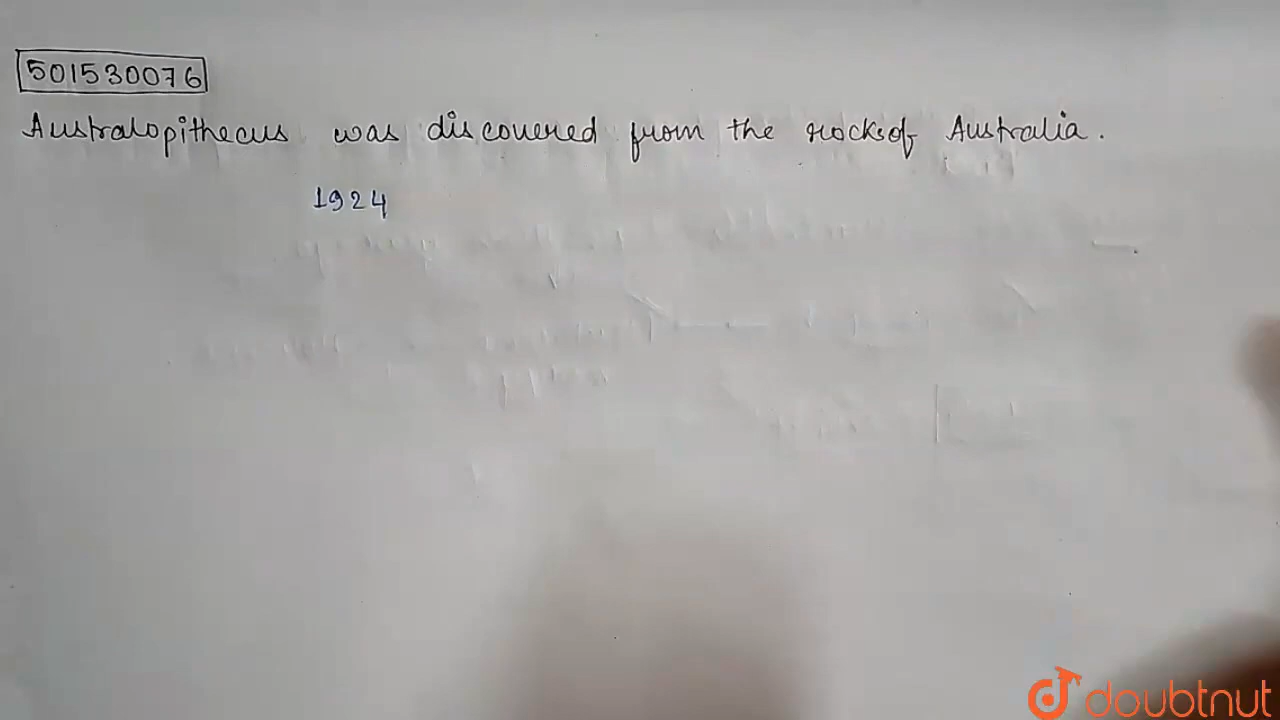 501530076
Australopithecus was discovered from the rocks of Australia.
1924
doubtnut